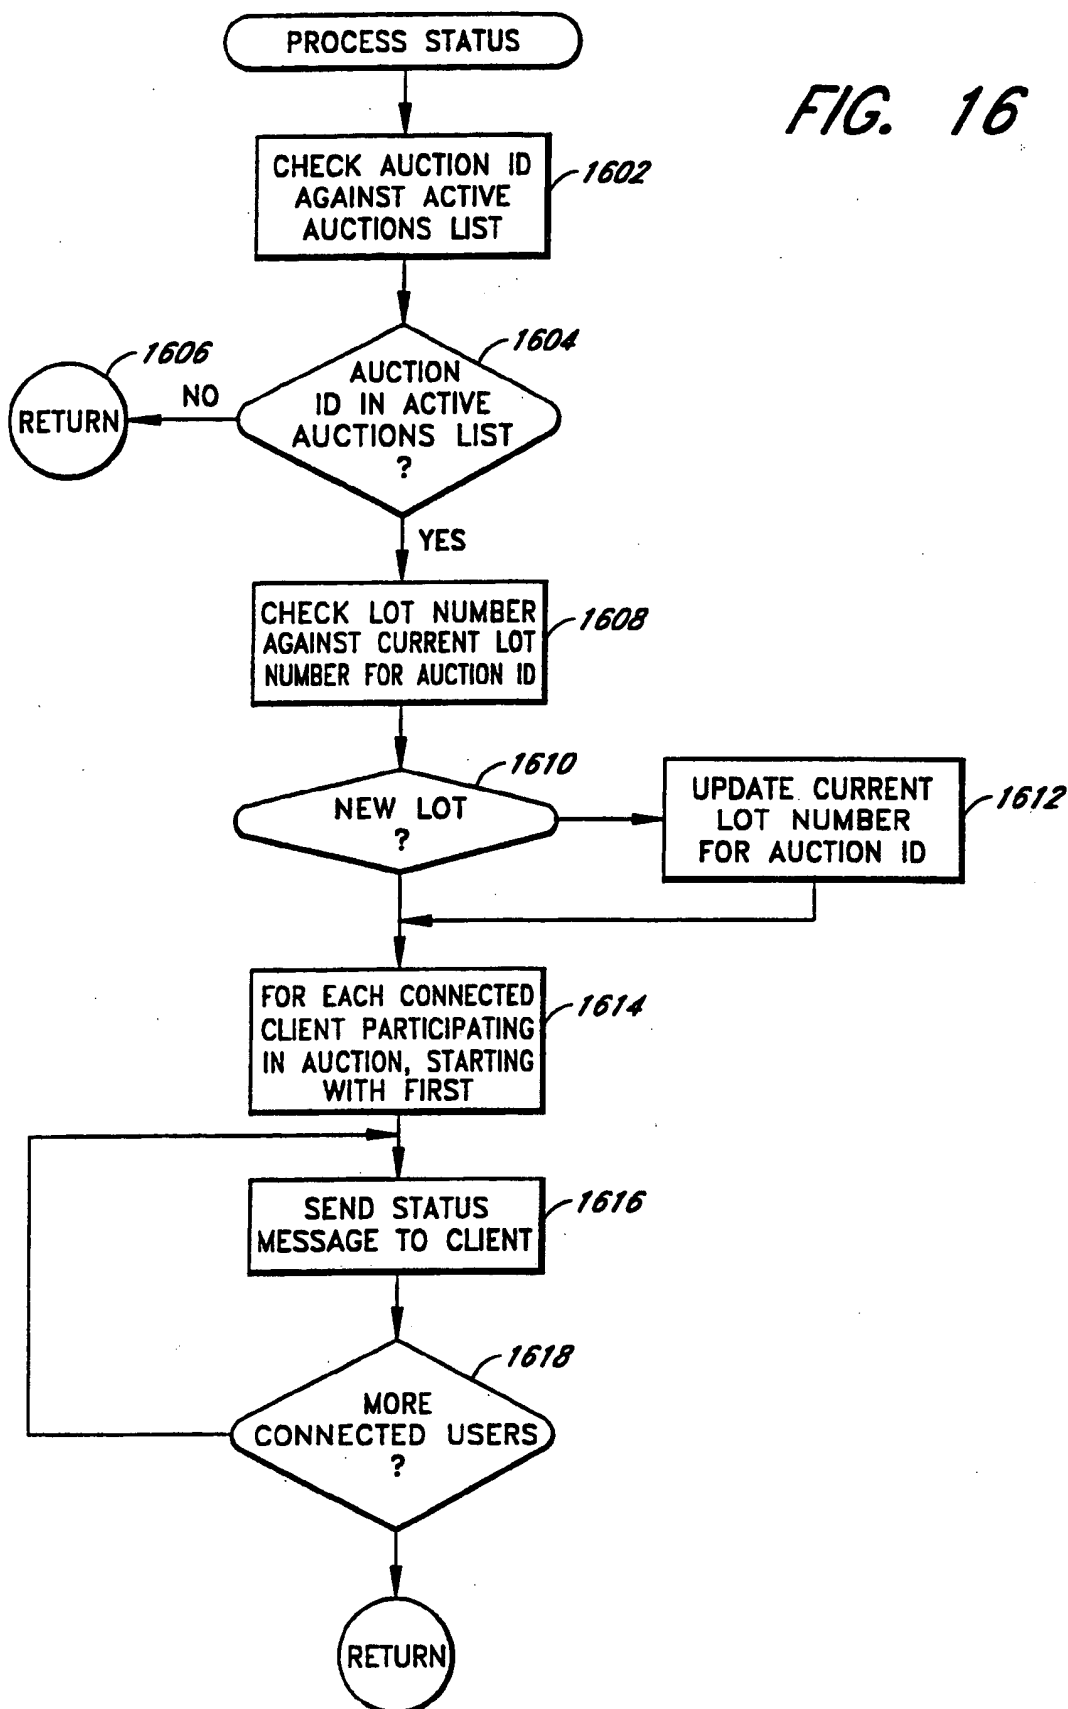 PROCESS STATUS
FIG. 16
CHECK AUCTION ID
AGAINST ACTIVE
AUCTIONS LIST
1602
1604
AUCTION
ID IN ACTIVE
AUCTIONS LIST
?
1606
NO
RETURN
YES
CHECK LOT NUMBER
AGAINST CURRENT LOT
NUMBER FOR AUCTION ID
1608
1610
NEW LOT
?
UPDATE CURRENT
LOT NUMBER
FOR AUCTION ID
1612
FOR EACH CONNECTED
CLIENT PARTICIPATING
IN AUCTION, STARTING
WITH FIRST
1614
SEND STATUS
MESSAGE TO CLIENT
1616
1618
MORE
CONNECTED USERS
?
RETURN